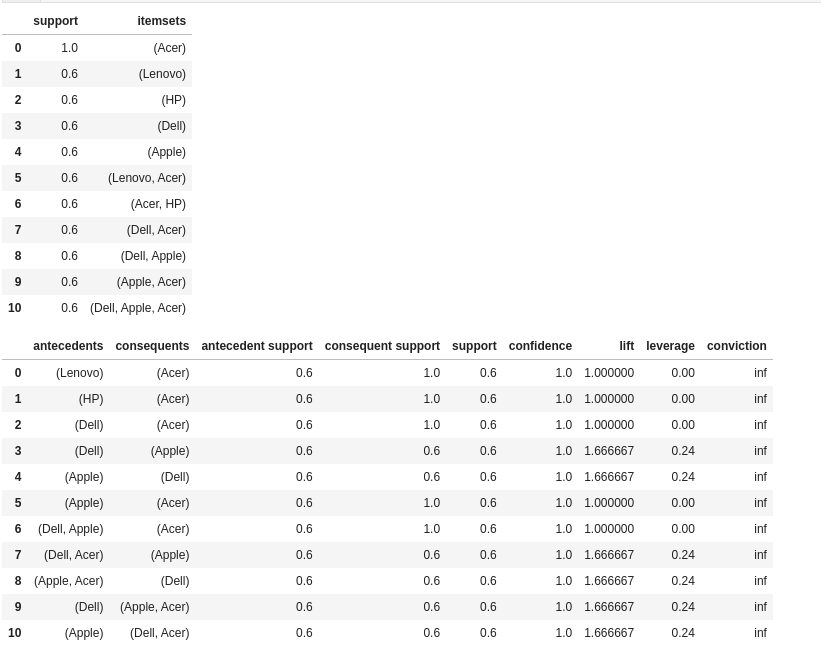 support itemsets
0 1.0 (Acer)
1 0.6 (Lenovo)
2 0.6 (HP)
3 0.6 (Dell)
4 0.6 (Apple)
5 0.6 (Lenovo, Acer)
6 0.6 (Acer, HP)
7 0.6 (Dell, Acer)
8 0.6 (Dell, Apple)
9 0.6 (Apple, Acer)
10 0.6 (Dell, Apple, Acer)
antecedents consequents antecedent support consequent support support confidence lift leverage conviction
0 (Lenovo) (Acer) 0.6 1.0 0.6 1.0 1.000000 0.00 inf
1 (HP) (Acer) 0.6 1.0 0.6 1.0 1.000000 0.00 inf
2 (Dell) (Acer) 0.6 1.0 0.6 1.0 1.000000 0.00 inf
3 (Dell) (Apple) 0.6 0.6 0.6 1.0 1.666667 0.24 inf
4 (Apple) (Dell) 0.6 0.6 0.6 1.0 1.666667 0.24 inf
5 (Apple) (Acer) 0.6 1.0 0.6 1.0 1.000000 0.00 inf
6 (Dell, Apple) (Acer) 0.6 1.0 0.6 1.0 1.000000 0.00 inf
7 (Dell, Acer) (Apple) 0.6 0.6 0.6 1.0 1.666667 0.24 inf
8 (Apple, Acer) (Dell) 0.6 0.6 0.6 1.0 1.666667 0.24 inf
9 (Dell) (Apple, Acer) 0.6 0.6 0.6 1.0 1.666667 0.24 inf
10 (Apple) (Dell, Acer) 0.6 0.6 0.6 1.0 1.666667 0.24 inf